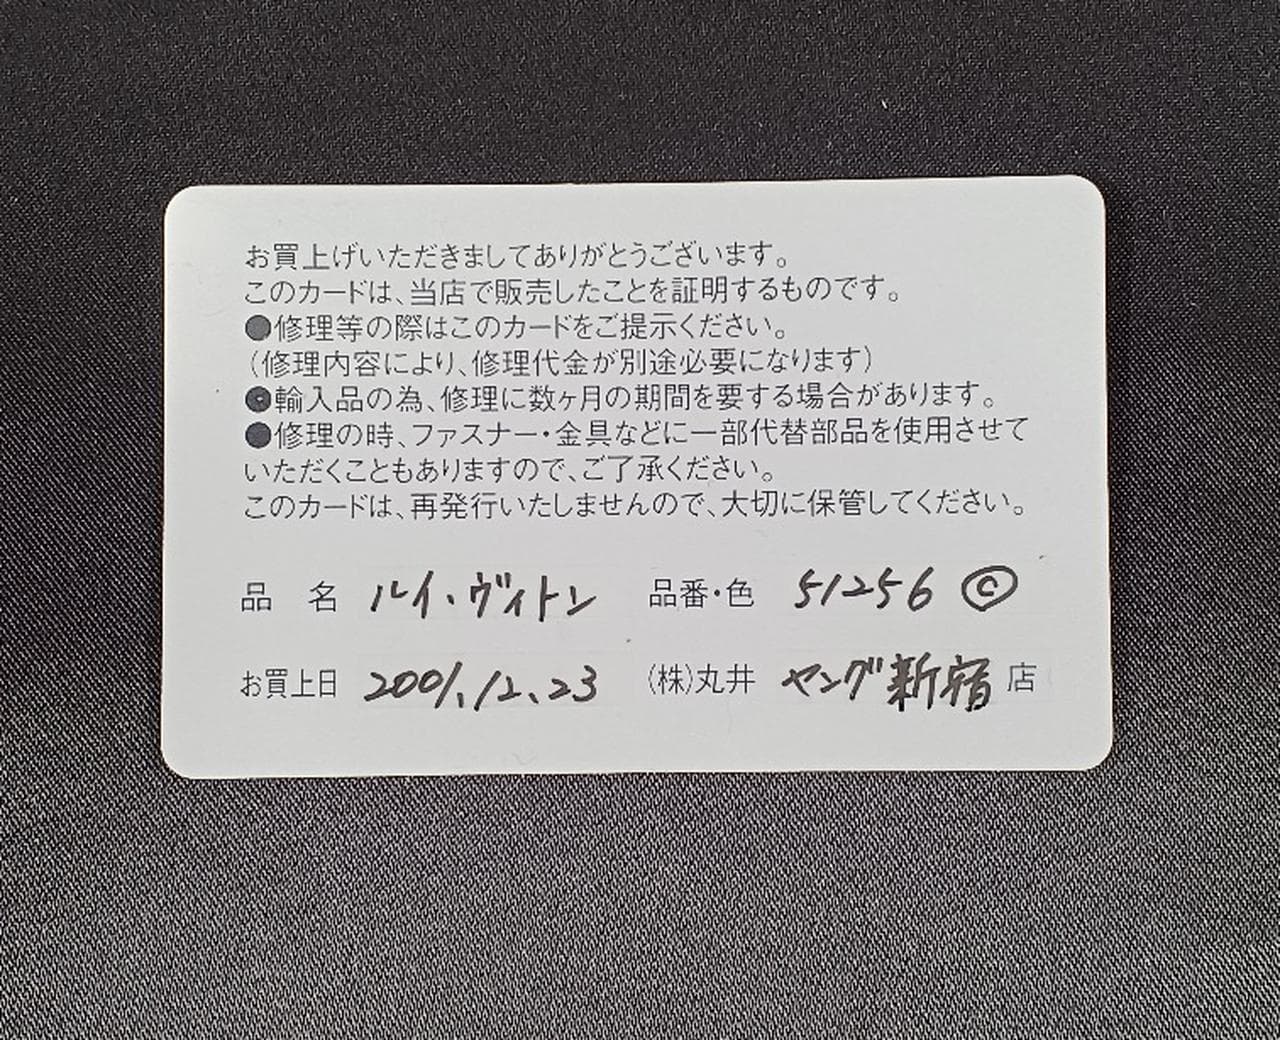 お買上げいただきましてありがとうございます。
このカードは、当店で販売したことを証明するものです。
●修理等の際はこのカードをご提示ください。
（修理内容により、修理代金が別途必要になります）
●輸入品の為、修理に数ヶ月の期間を要する場合があります。
●修理の時、ファスナー・金具などに一部代替部品を使用させて
いただくこともありますので、ご了承ください。
このカードは、再発行いたしませんので、大切に保管してください。
品 名 ルイ・ヴィトン 品番・色 51256 Ⓒ
お買上日 2001.12.23 （株）丸井 ヤング新宿 店